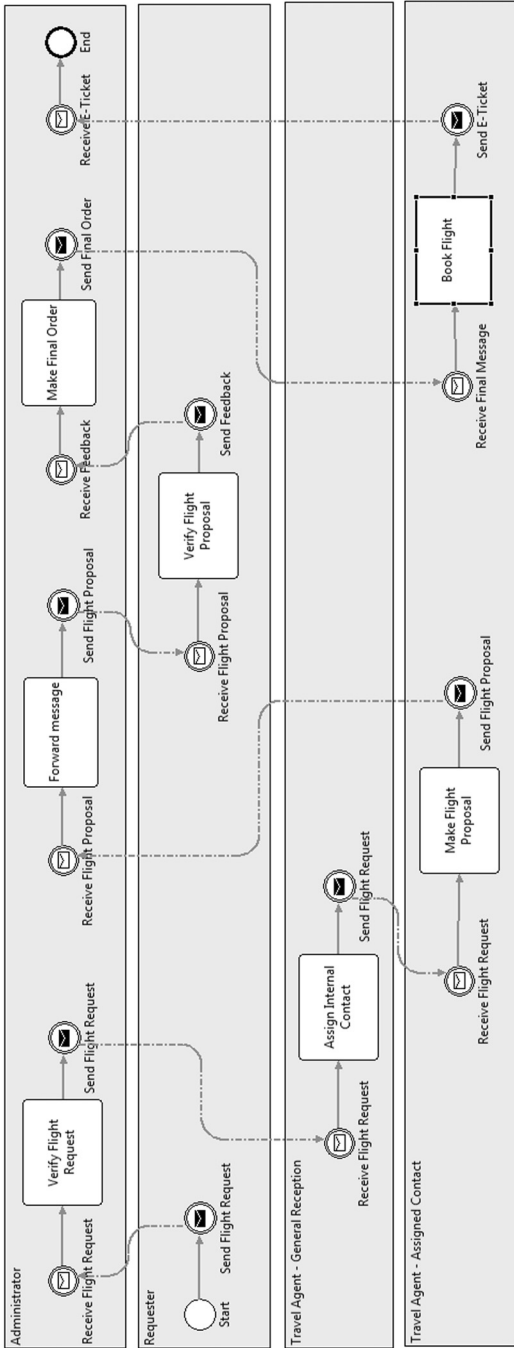 Administrator
Receive Flight Request
Verify Flight
Request
Send Flight Request
Receive Flight Proposal
Forward message
Send Flight Proposal
Receive Feedback
Make Final Order
Send Final Order
Receive E-Ticket
End
Requester
Start
Send Flight Request
Receive Flight Proposal
Verify Flight
Proposal
Send Feedback
Travel Agent - General Reception
Receive Flight Request
Assign Internal
Contact
Send Flight Request
Travel Agent - Assigned Contact
Receive Flight Request
Make Flight
Proposal
Send Flight Proposal
Receive Final Message
Book Flight
Send E-Ticket